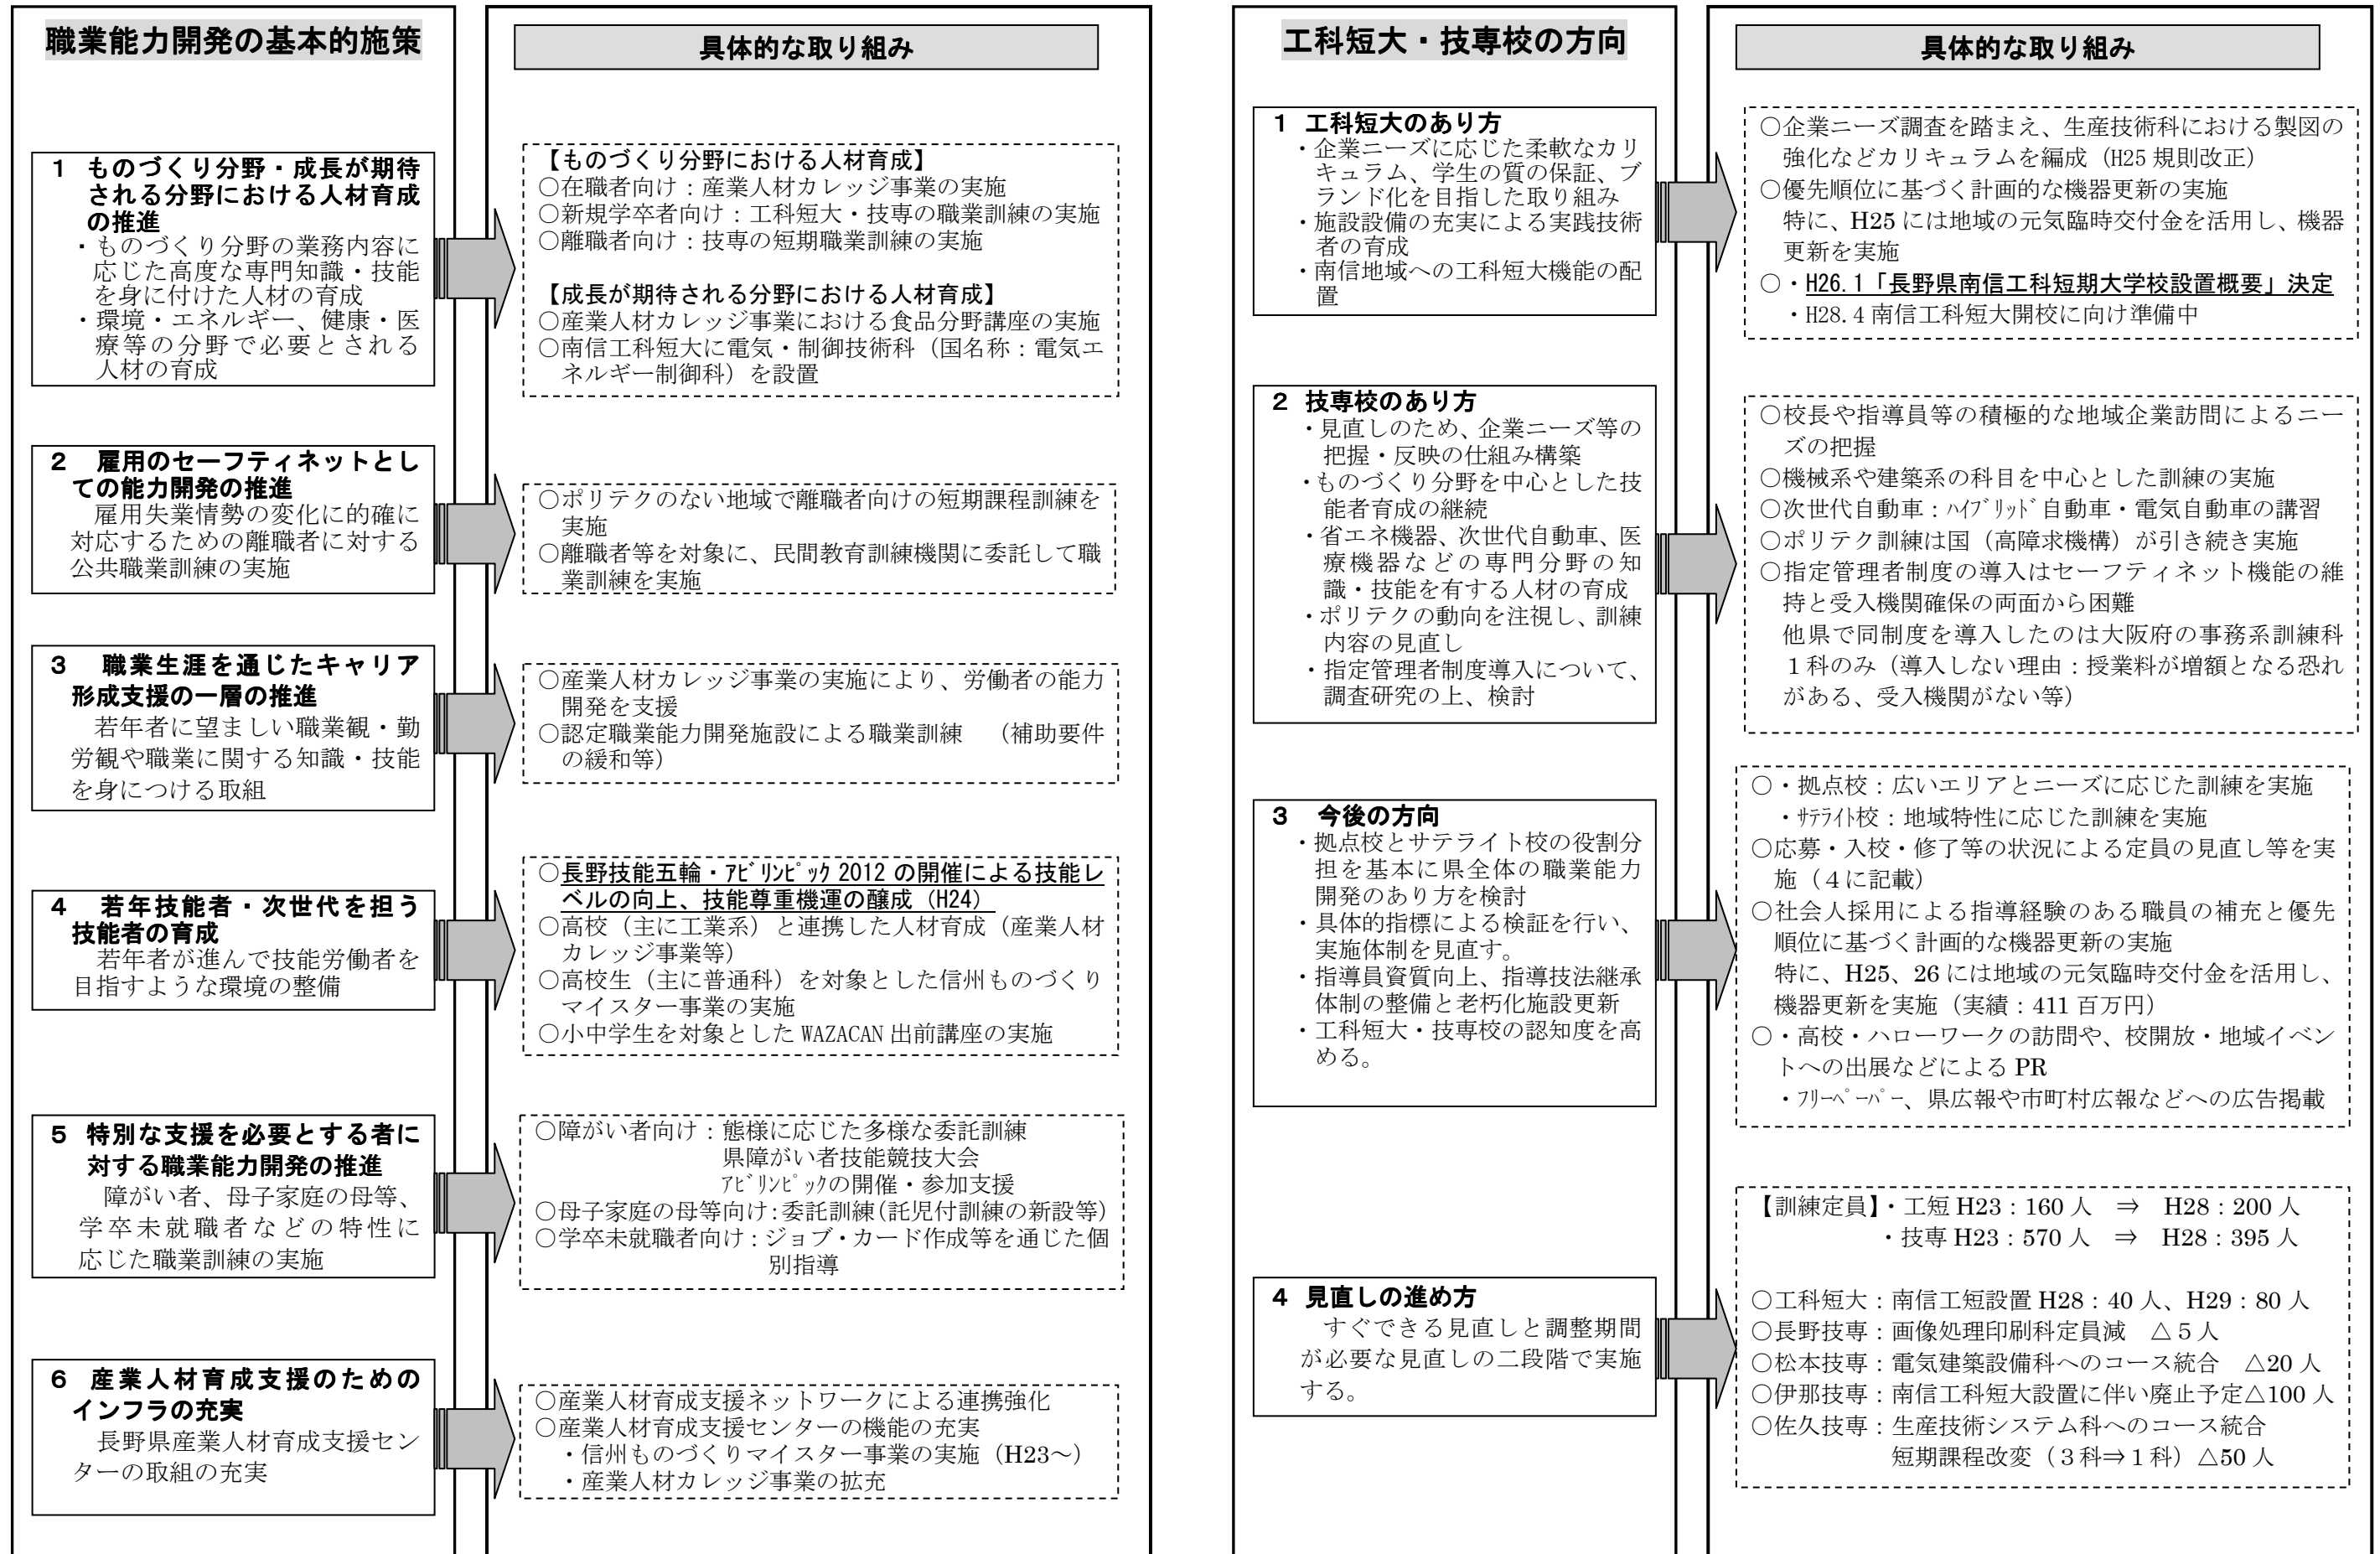 職業能力開発の基本的施策
1 ものづくり分野・成長が期待
される分野における人材育成
の推進
・ものづくり分野の業務内容に
応じた高度な専門知識・技能
を身に付けた人材の育成
・環境・エネルギー、健康・医
療等の分野で必要とされる
人材の育成
2 雇用のセーフティネットとし
ての能力開発の推進
雇用失業情勢の変化に的確に
対応するための離職者に対する
公共職業訓練の実施
3 職業生涯を通じたキャリア
形成支援の一層の推進
若年者に望ましい職業観・勤
労観や職業に関する知識・技能
を身につける取組
4 若年技能者・次世代を担う
技能者の育成
若年者が進んで技能労働者を
目指すような環境の整備
5 特別な支援を必要とする者に
対する職業能力開発の推進
障がい者、母子家庭の母等、
学卒未就職者などの特性に
応じた職業訓練の実施
6 産業人材育成支援のための
インフラの充実
長野県産業人材育成支援セン
ターの取組の充実
具体的な取り組み
【ものづくり分野における人材育成】
○在職者向け：産業人材カレッジ事業の実施
○新規学卒者向け：工科短大・技専の職業訓練の実施
○離職者向け：技専の短期職業訓練の実施
【成長が期待される分野における人材育成】
○産業人材カレッジ事業における食品分野講座の実施
○南信工科短大に電気・制御技術科（国名称：電気エ
ネルギー制御科）を設置
○ポリテクのない地域で離職者向けの短期課程訓練を
実施
○離職者等を対象に、民間教育訓練機関に委託して職
業訓練を実施
○産業人材カレッジ事業の実施により、労働者の能力
開発を支援
○認定職業能力開発施設による職業訓練　（補助要件
の緩和等）
○長野技能五輪・ｱﾋﾞﾘﾝﾋﾟｯｸ 2012 の開催による技能レ
ベルの向上、技能尊重機運の醸成（H24）
○高校（主に工業系）と連携した人材育成（産業人材
カレッジ事業等）
○高校生（主に普通科）を対象とした信州ものづくり
マイスター事業の実施
○小中学生を対象とした WAZACAN 出前講座の実施
○障がい者向け：態様に応じた多様な委託訓練
県障がい者技能競技大会
ｱﾋﾞﾘﾝﾋﾟｯｸの開催・参加支援
○母子家庭の母等向け：委託訓練（託児付訓練の新設等）
○学卒未就職者向け：ジョブ・カード作成等を通じた個
別指導
○産業人材育成支援ネットワークによる連携強化
○産業人材育成支援センターの機能の充実
・信州ものづくりマイスター事業の実施（H23～）
・産業人材カレッジ事業の拡充
工科短大・技専校の方向
1 工科短大のあり方
・企業ニーズに応じた柔軟なカリ
キュラム、学生の質の保証、ブ
ランド化を目指した取り組み
・施設設備の充実による実践技術
者の育成
・南信地域への工科短大機能の配
置
2 技専校のあり方
・見直しのため、企業ニーズ等の
把握・反映の仕組み構築
・ものづくり分野を中心とした技
能者育成の継続
・省エネ機器、次世代自動車、医
療機器などの専門分野の知
識・技能を有する人材の育成
・ポリテクの動向を注視し、訓練
内容の見直し
・指定管理者制度導入について、
調査研究の上、検討
3 今後の方向
・拠点校とサテライト校の役割分
担を基本に県全体の職業能力
開発のあり方を検討
・具体的指標による検証を行い、
実施体制を見直す。
・指導員資質向上、指導技法継承
体制の整備と老朽化施設更新
・工科短大・技専校の認知度を高
める。
4 見直しの進め方
すぐできる見直しと調整期間
が必要な見直しの二段階で実施
する。
具体的な取り組み
○企業ニーズ調査を踏まえ、生産技術科における製図の
強化などカリキュラムを編成（H25 規則改正）
○優先順位に基づく計画的な機器更新の実施
特に、H25 には地域の元気臨時交付金を活用し、機器
更新を実施
○・H26.1「長野県南信工科短期大学校設置概要」決定
・H28.4 南信工科短大開校に向け準備中
○校長や指導員等の積極的な地域企業訪問によるニー
ズの把握
○機械系や建築系の科目を中心とした訓練の実施
○次世代自動車：ﾊｲﾌﾞﾘｯﾄﾞ自動車・電気自動車の講習
○ポリテク訓練は国（高障求機構）が引き続き実施
○指定管理者制度の導入はセーフティネット機能の維
持と受入機関確保の両面から困難
他県で同制度を導入したのは大阪府の事務系訓練科
１科のみ（導入しない理由：授業料が増額となる恐れ
がある、受入機関がない等）
○・拠点校：広いエリアとニーズに応じた訓練を実施
・ｻﾃﾗｲﾄ校：地域特性に応じた訓練を実施
○応募・入校・修了等の状況による定員の見直し等を実
施（４に記載）
○社会人採用による指導経験のある職員の補充と優先
順位に基づく計画的な機器更新の実施
特に、H25、26 には地域の元気臨時交付金を活用し、
機器更新を実施（実績：411 百万円）
○・高校・ハローワークの訪問や、校開放・地域イベン
トへの出展などによる PR
・ﾌﾘｰﾍﾟｰﾊﾟｰ、県広報や市町村広報などへの広告掲載
【訓練定員】・工短 H23：160 人　⇒　H28：200 人
・技専 H23：570 人　⇒　H28：395 人
○工科短大：南信工短設置 H28：40 人、H29：80 人
○長野技専：画像処理印刷科定員減　△５人
○松本技専：電気建築設備科へのコース統合　△20 人
○伊那技専：南信工科短大設置に伴い廃止予定△100 人
○佐久技専：生産技術システム科へのコース統合
短期課程改変（３科⇒１科）△50 人